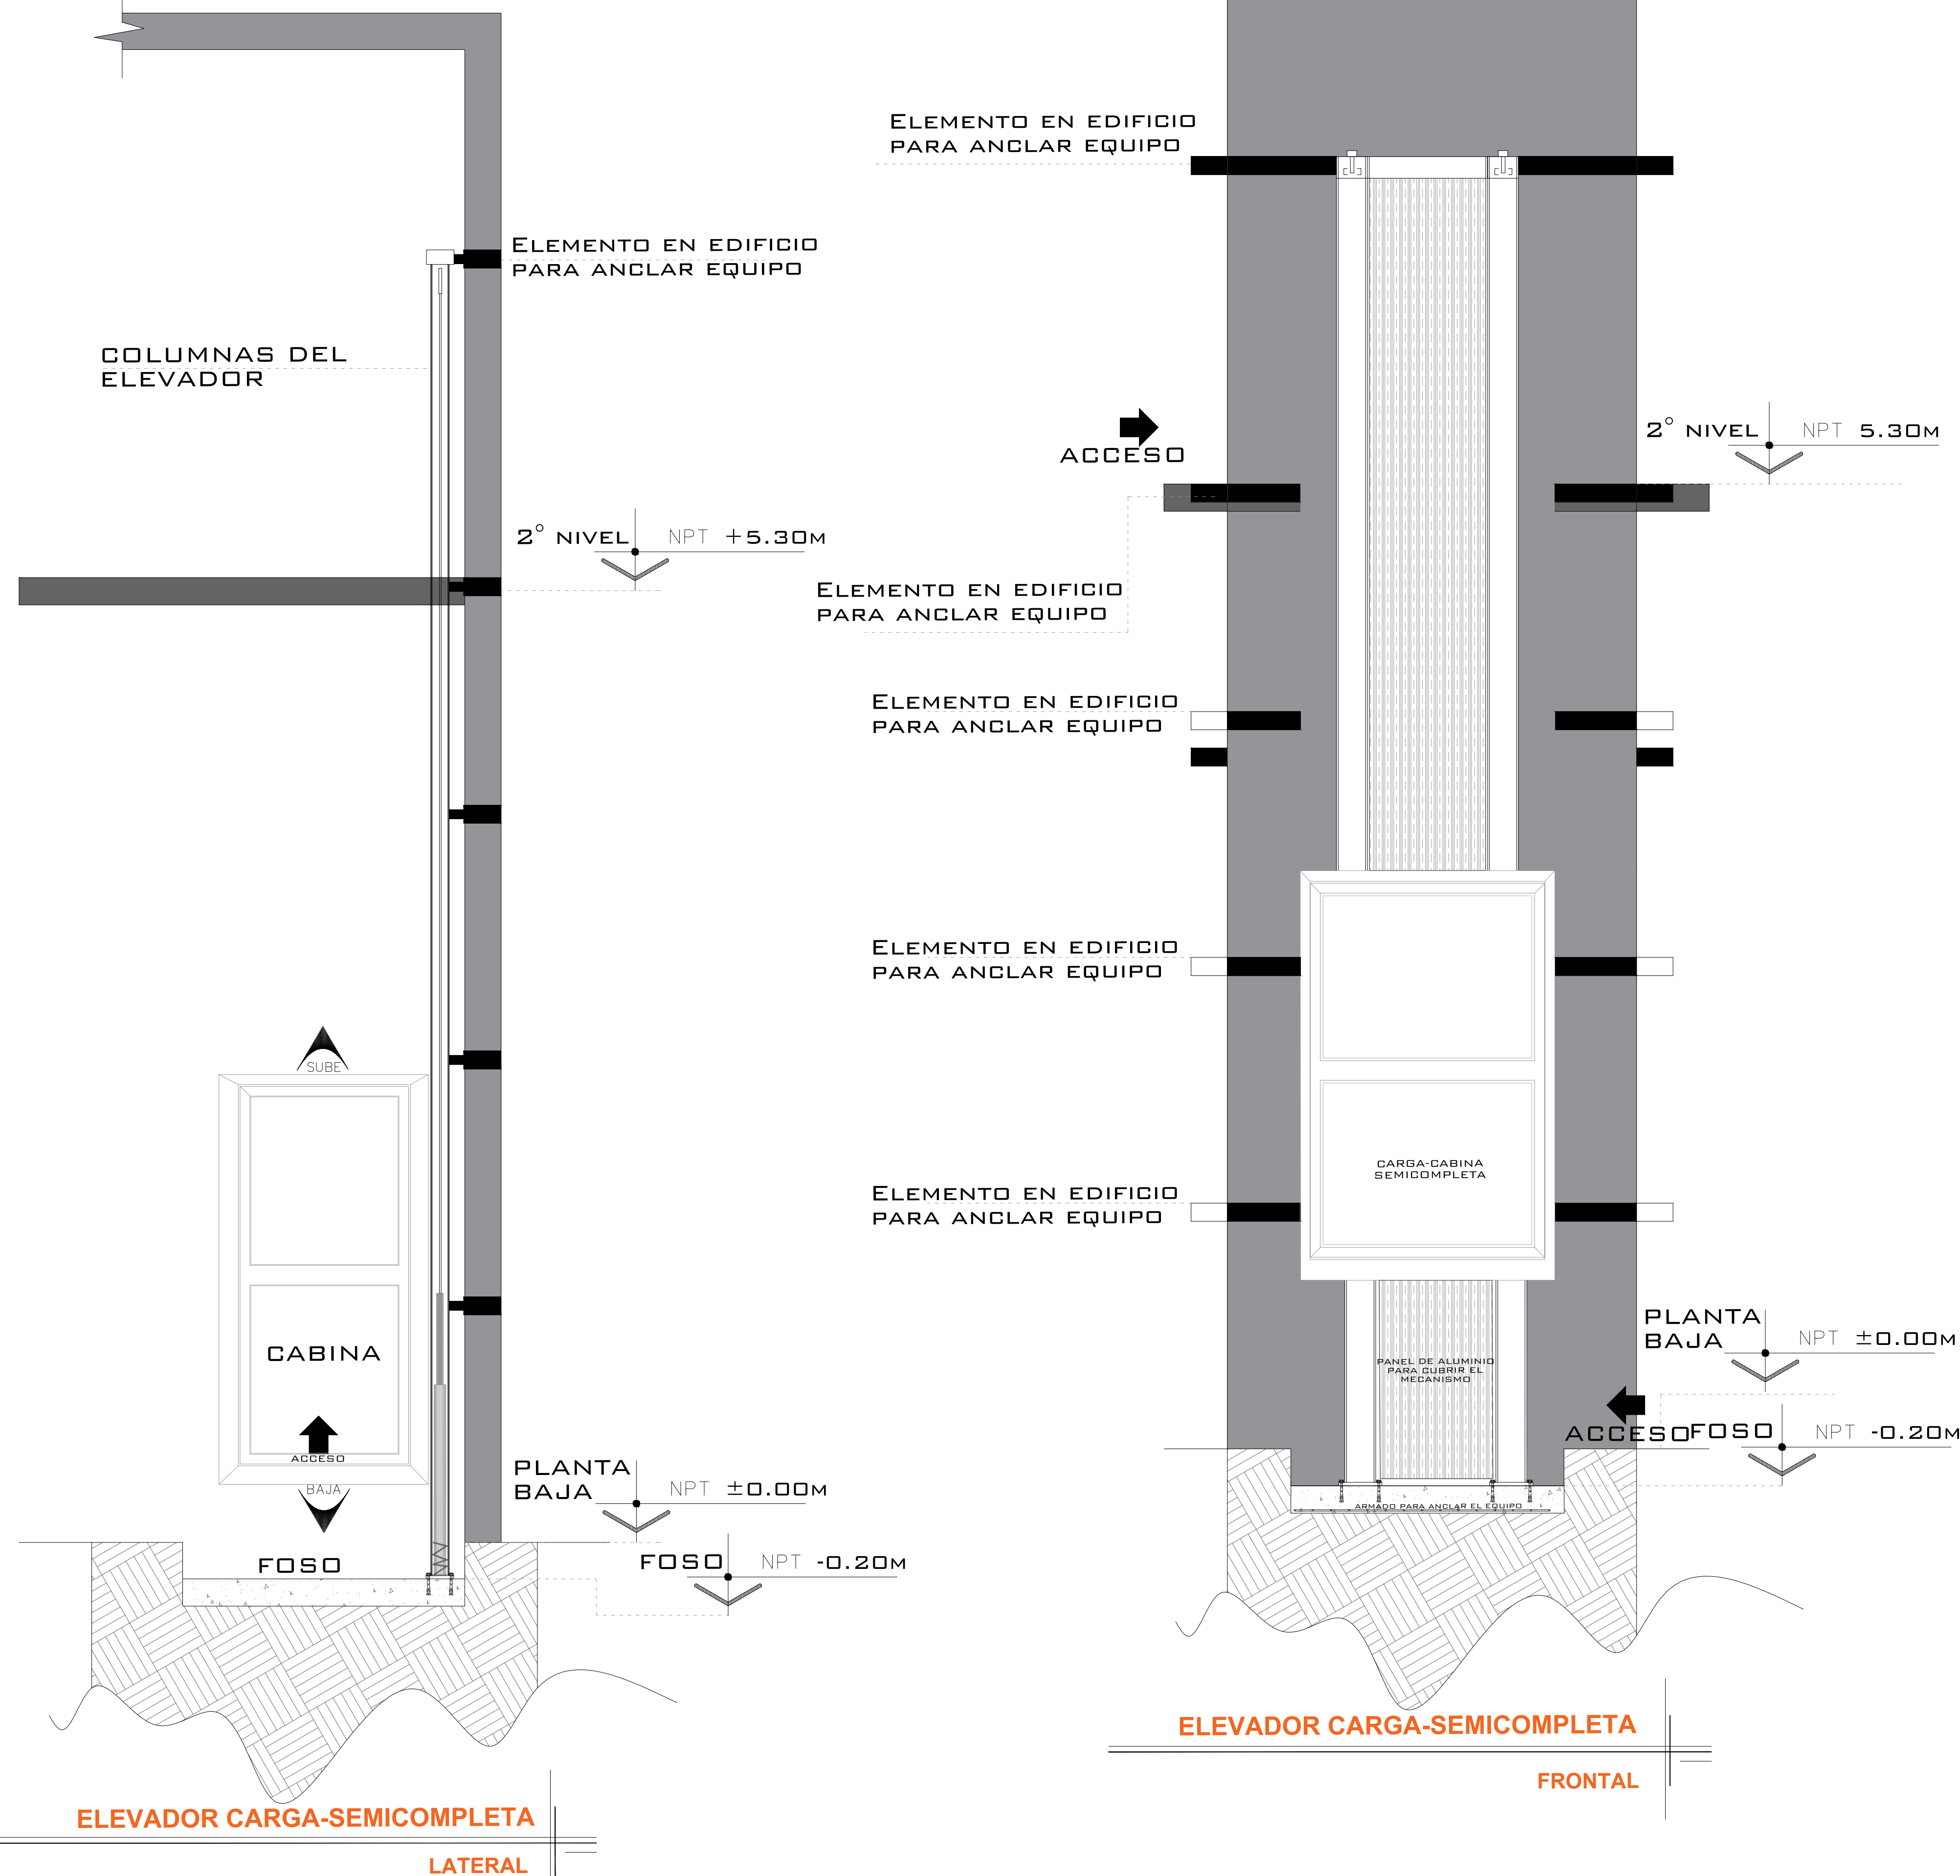 ELEMENTO EN EDIFICIO
PARA ANCLAR EQUIPO
COLUMNAS DEL
ELEVADOR
2° NIVEL NPT +5.30M
SUBE
CABINA
ACCESO
BAJA
PLANTA
BAJA NPT ±0.00M
FOSO
FOSO NPT -0.20M
ELEVADOR CARGA-SEMICOMPLETA
LATERAL
ELEMENTO EN EDIFICIO
PARA ANCLAR EQUIPO
ACCESO
2° NIVEL NPT 5.30M
ELEMENTO EN EDIFICIO
PARA ANCLAR EQUIPO
ELEMENTO EN EDIFICIO
PARA ANCLAR EQUIPO
ELEMENTO EN EDIFICIO
PARA ANCLAR EQUIPO
CARGA-CABINA
SEMICOMPLETA
ELEMENTO EN EDIFICIO
PARA ANCLAR EQUIPO
PLANTA
BAJA NPT ±0.00M
PANEL DE ALUMINIO
PARA CUBRIR EL
MECANISMO
ACCESO
FOSO NPT -0.20M
ARMADO PARA ANCLAR EL EQUIPO
ELEVADOR CARGA-SEMICOMPLETA
FRONTAL